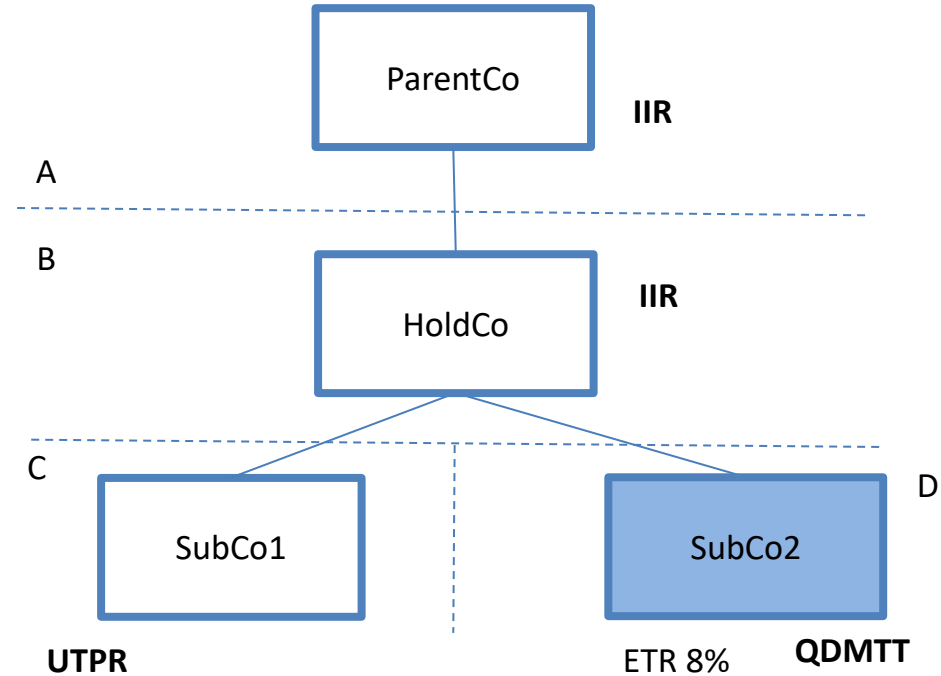 ParentCo
IIR
A
B
HoldCo
IIR
C
SubCo1
SubCo2
D
UTPR
ETR 8%
QDMTT